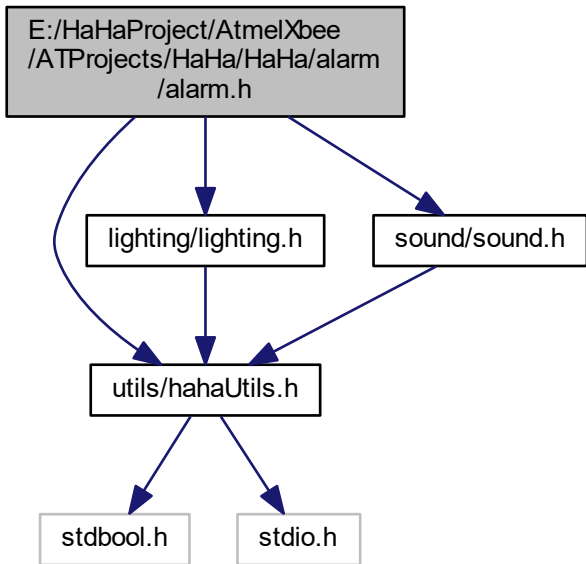 E:/HaHaProject/AtmelXbee
/ATProjects/HaHa/HaHa/alarm
/alarm.h
lighting/lighting.h
sound/sound.h
utils/hahaUtils.h
stdbool.h
stdio.h